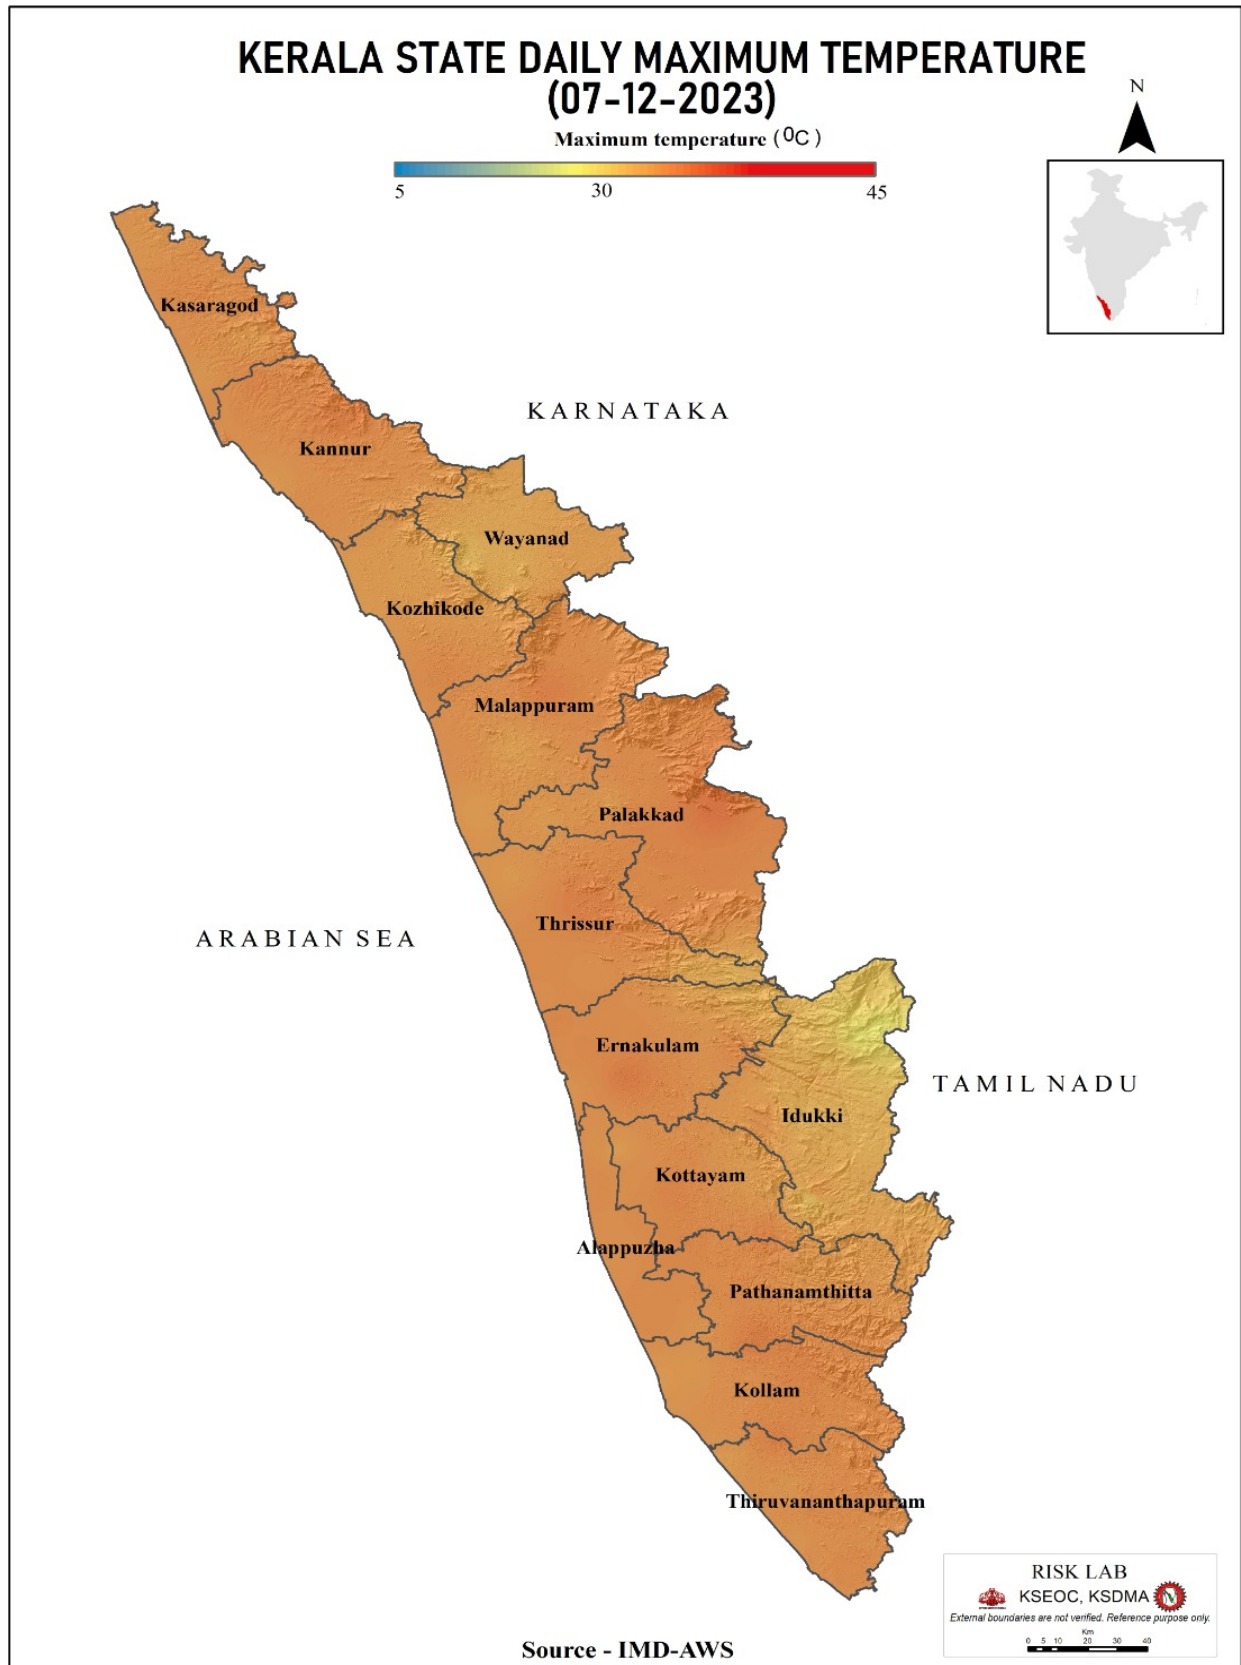 KERALA STATE DAILY MAXIMUM TEMPERATURE
(07-12-2023)
Maximum temperature (⁰C)
5 30 45
N
Kasaragod
KARNATAKA
Kannur
Wayanad
Kozhikode
Malappuram
Palakkad
Thrissur
ARABIAN SEA
Ernakulam
TAMIL NADU
Idukki
Kottayam
Alappuzha
Pathanamthitta
Kollam
Thiruvananthapuram
RISK LAB
KSEOC, KSDMA
External boundaries are not verified. Reference purpose only.
Km
0 5 10 20 30 40
Source - IMD-AWS